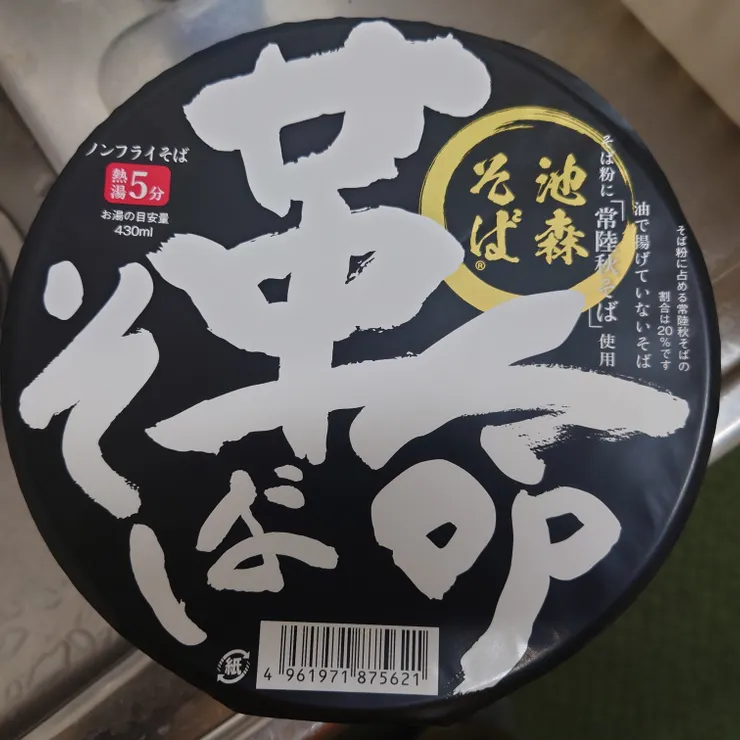 革命
そば
ノンフライそば
熱湯5分
お湯の目安量
430ml
池森
そば®
そば粉に「常陸秋そば」使用
油で揚げていないそば
そば粉に占める常陸秋そばの
割合は20%です
紙
4 961971 875621